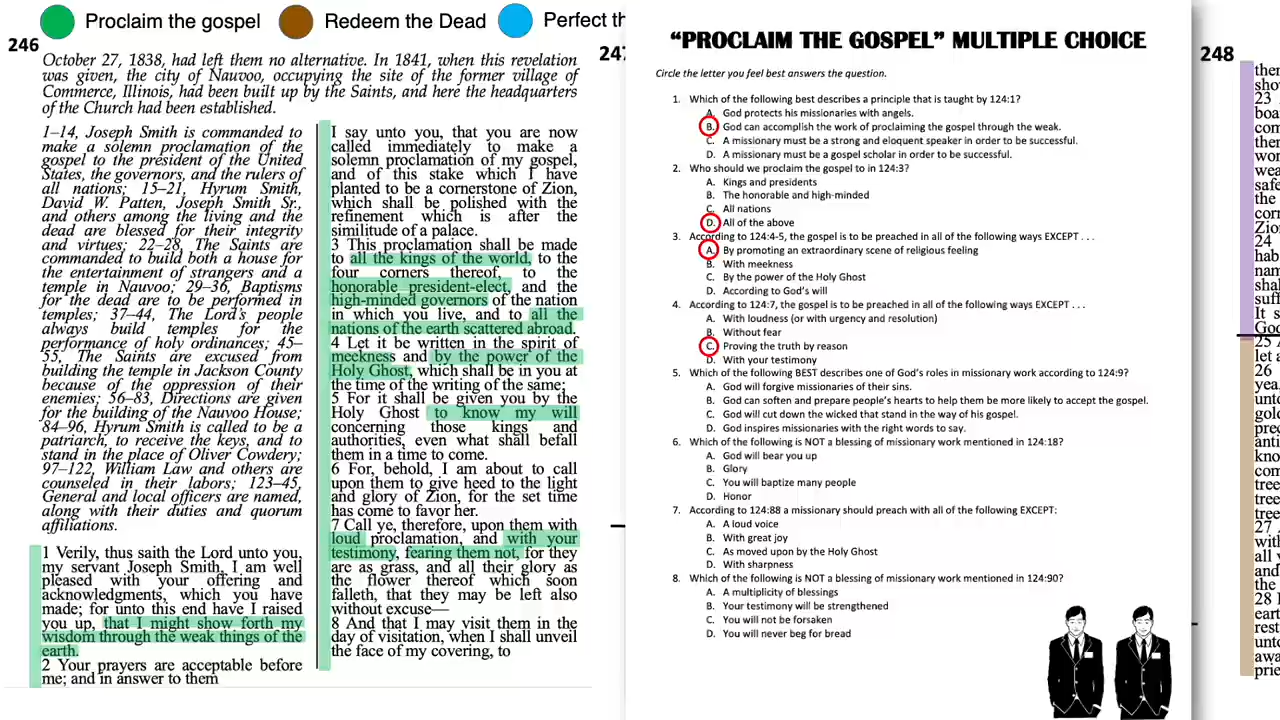 Proclaim the gospel Redeem the Dead Perfect th
246
October 27, 1838, had left them no alternative. In 1841, when this revelation
was given, the city of Nauvoo, occupying the site of the former village of
Commerce, Illinois, had been built up by the Saints, and here the headquarters
of the Church had been established.
1–14, Joseph Smith is commanded to
make a solemn proclamation of the
gospel to the president of the United
States, the governors, and the rulers of
all nations; 15–21, Hyrum Smith,
David W. Patten, Joseph Smith Sr.,
and others among the living and the
dead are blessed for their integrity
and virtues; 22–28, The Saints are
commanded to build both a house for
the entertainment of strangers and a
temple in Nauvoo; 29–36, Baptisms
for the dead are to be performed in
temples; 37–44, The Lord's people
always build temples for the
performance of holy ordinances; 45–
55, The Saints are excused from
building the temple in Jackson County
because of the oppression of their
enemies; 56–83, Directions are given
for the building of the Nauvoo House;
84–96, Hyrum Smith is called to be a
patriarch, to receive the keys, and to
stand in the place of Oliver Cowdery;
97–122, William Law and others are
counseled in their labors; 123–45,
General and local officers are named,
along with their duties and quorum
affiliations.
1 Verily, thus saith the Lord unto you,
my servant Joseph Smith, I am well
pleased with your offering and
acknowledgments, which you have
made; for unto this end have I raised
you up, that I might show forth my
wisdom through the weak things of the
earth.
2 Your prayers are acceptable before
me; and in answer to them
I say unto you, that you are now
called immediately to make a
solemn proclamation of my gospel,
and of this stake which I have
planted to be a cornerstone of Zion,
which shall be polished with the
refinement which is after the
similitude of a palace.
3 This proclamation shall be made
to all the kings of the world, to the
four corners thereof, to the
honorable president-elect, and the
high-minded governors of the nation
in which you live, and to all the
nations of the earth scattered abroad.
4 Let it be written in the spirit of
meekness and by the power of the
Holy Ghost, which shall be in you at
the time of the writing of the same;
5 For it shall be given you by the
Holy Ghost to know my will
concerning those kings and
authorities, even what shall befall
them in a time to come.
6 For, behold, I am about to call
upon them to give heed to the light
and glory of Zion, for the set time
has come to favor her.
7 Call ye, therefore, upon them with
loud proclamation, and with your
testimony, fearing them not, for they
are as grass, and all their glory as
the flower thereof which soon
falleth, that they may be left also
without excuse—
8 And that I may visit them in the
day of visitation, when I shall unveil
the face of my covering, to
247
“PROCLAIM THE GOSPEL” MULTIPLE CHOICE
Circle the letter you feel best answers the question.
1. Which of the following best describes a principle that is taught by 124:1?
A. God protects his missionaries with angels.
B. God can accomplish the work of proclaiming the gospel through the weak.
C. A missionary must be a strong and eloquent speaker in order to be successful.
D. A missionary must be a gospel scholar in order to be successful.
2. Who should we proclaim the gospel to in 124:3?
A. Kings and presidents
B. The honorable and high-minded
C. All nations
D. All of the above
3. According to 124:4-5, the gospel is to be preached in all of the following ways EXCEPT . . .
A. By promoting an extraordinary scene of religious feeling
B. With meekness
C. By the power of the Holy Ghost
D. According to God's will
4. According to 124:7, the gospel is to be preached in all of the following ways EXCEPT . . .
A. With loudness (or with urgency and resolution)
B. Without fear
C. Proving the truth by reason
D. With your testimony
5. Which of the following BEST describes one of God's roles in missionary work according to 124:9?
A. God will forgive missionaries of their sins.
B. God can soften and prepare people's hearts to help them be more likely to accept the gospel.
C. God will cut down the wicked that stand in the way of his gospel.
D. God inspires missionaries with the right words to say.
6. Which of the following is NOT a blessing of missionary work mentioned in 124:18?
A. God will bear you up
B. Glory
C. You will baptize many people
D. Honor
7. According to 124:88 a missionary should preach with all of the following EXCEPT:
A. A loud voice
B. With great joy
C. As moved upon by the Holy Ghost
D. With sharpness
8. Which of the following is NOT a blessing of missionary work mentioned in 124:90?
A. A multiplicity of blessings
B. Your testimony will be strengthened
C. You will not be forsaken
D. You will never beg for bread
248